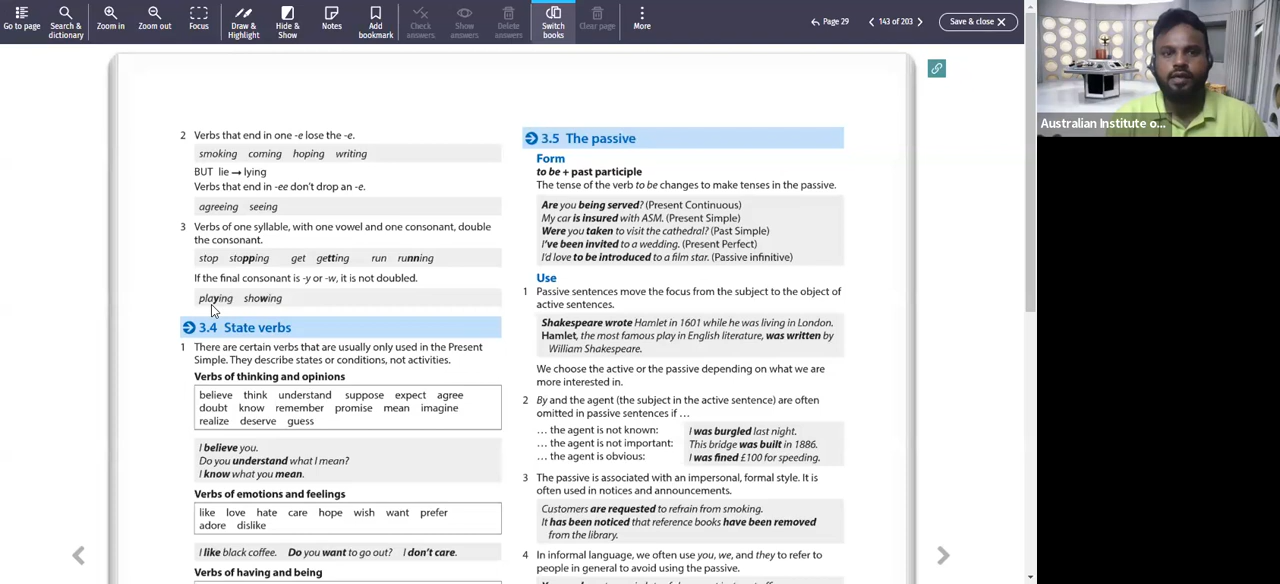 Go to page
Search & dictionary
Zoom in
Zoom out
Focus
Draw & Highlight
Hide & Show
Notes
Add bookmark
Check answers
Show answers
Delete answers
Switch books
Clear page
More
Page 29
143 of 203
Save & close
Australian Institute o...
2 Verbs that end in one -e lose the -e.
smoking coming hoping writing
BUT lie → lying
Verbs that end in -ee don't drop an -e.
agreeing seeing
3 Verbs of one syllable, with one vowel and one consonant, double
the consonant.
stop stopping get getting run running
If the final consonant is -y or -w, it is not doubled.
playing showing
3.4 State verbs
1 There are certain verbs that are usually only used in the Present
Simple. They describe states or conditions, not activities.
Verbs of thinking and opinions
believe think understand suppose expect agree
doubt know remember promise mean imagine
realize deserve guess
I believe you.
Do you understand what I mean?
I know what you mean.
Verbs of emotions and feelings
like love hate care hope wish want prefer
adore dislike
I like black coffee. Do you want to go out? I don't care.
Verbs of having and being
3.5 The passive
Form
to be + past participle
The tense of the verb to be changes to make tenses in the passive.
Are you being served? (Present Continuous)
My car is insured with ASM. (Present Simple)
Were you taken to visit the cathedral? (Past Simple)
I've been invited to a wedding. (Present Perfect)
I'd love to be introduced to a film star. (Passive infinitive)
Use
1 Passive sentences move the focus from the subject to the object of
active sentences.
Shakespeare wrote Hamlet in 1601 while he was living in London.
Hamlet, the most famous play in English literature, was written by
William Shakespeare.
We choose the active or the passive depending on what we are
more interested in.
2 By and the agent (the subject in the active sentence) are often
omitted in passive sentences if …
… the agent is not known: I was burgled last night.
… the agent is not important: This bridge was built in 1886.
… the agent is obvious: I was fined £100 for speeding.
3 The passive is associated with an impersonal, formal style. It is
often used in notices and announcements.
Customers are requested to refrain from smoking.
It has been noticed that reference books have been removed
from the library.
4 In informal language, we often use you, we, and they to refer to
people in general to avoid using the passive.